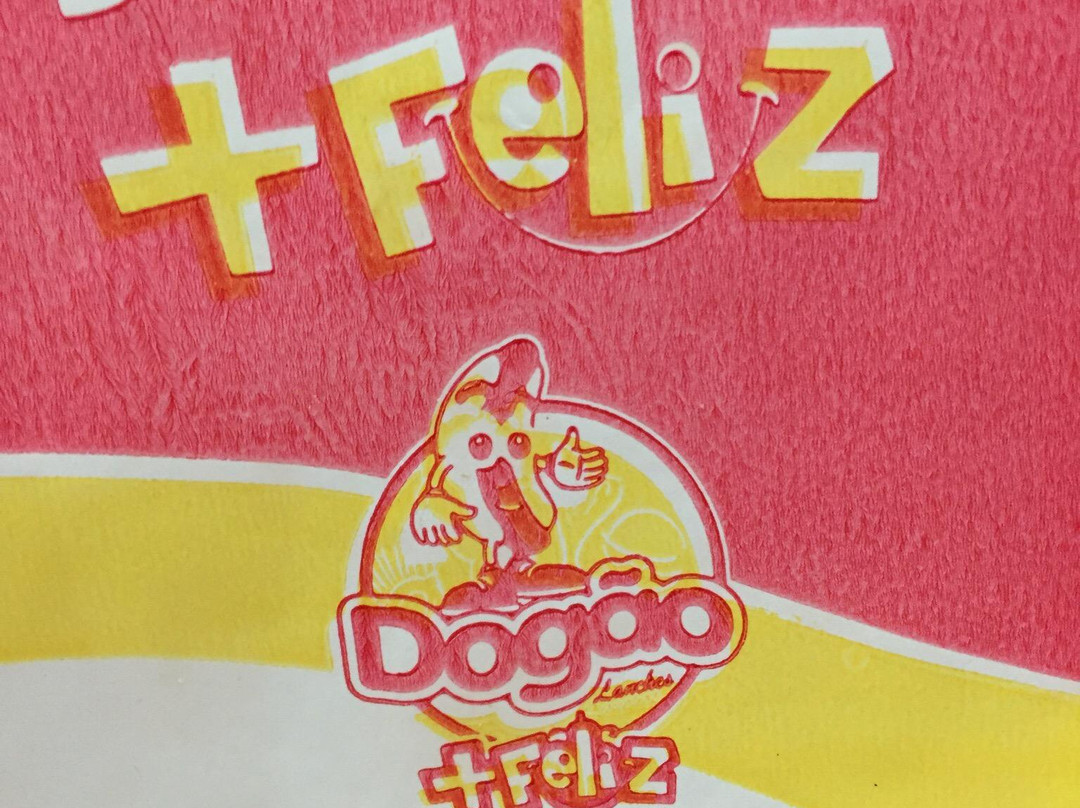 +Feliz
Dogão
Lanches
+Feliz